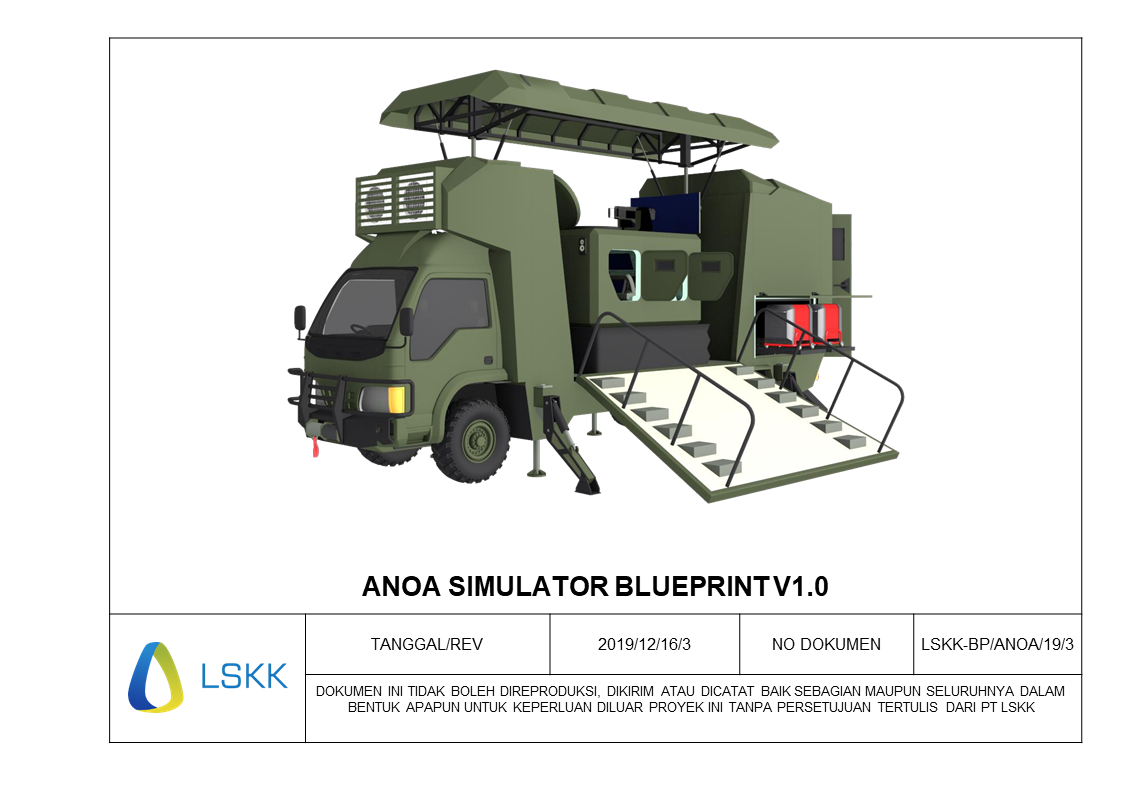 ANOA SIMULATOR BLUEPRINT V1.0
TANGGAL/REV
2019/12/16/3
NO DOKUMEN
LSKK-BP/ANOA/19/3
LSKK
DOKUMEN INI TIDAK BOLEH DIREPRODUKSI, DIKIRIM ATAU DICATAT BAIK SEBAGIAN MAUPUN SELURUHNYA DALAM
BENTUK APAPUN UNTUK KEPERLUAN DILUAR PROYEK INI TANPA PERSETUJUAN TERTULIS DARI PT LSKK